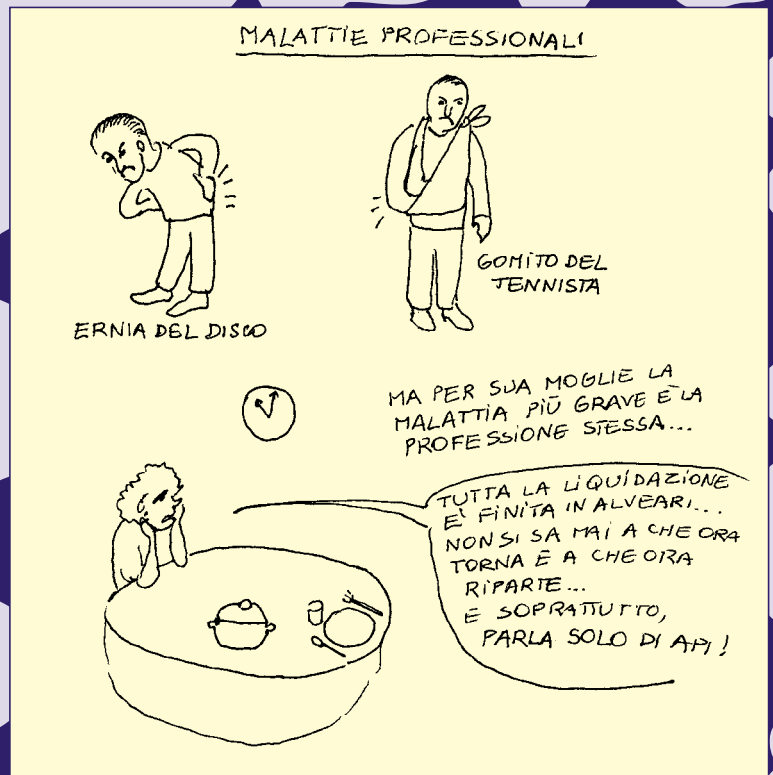 MALATTIE PROFESSIONALI
ERNIA DEL DISCO
GOMITO DEL
TENNISTA
MA PER SUA MOGLIE LA
MALATTIA PIÙ GRAVE È LA
PROFESSIONE STESSA...
TUTTA LA LIQUIDAZIONE
E' FINITA IN ALVEARI...
NON SI SA MAI A CHE ORA
TORNA E A CHE ORA
RIPARTE...
E SOPRATTUTTO,
PARLA SOLO DI API!